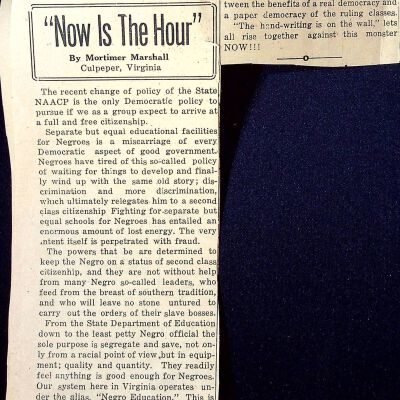 "Now Is The Hour"
By Mortimer Marshall
Culpeper, Virginia
The recent change of policy of the State
NAACP is the only Democratic policy to
pursue if we as a group expect to arrive at
a full and free citizenship.
Separate but equal educational facilities
for Negroes is a miscarriage of every
Democratic aspect of good government.
Negroes have tired of this so-called policy
of waiting for things to develop and final-
ly wind up with the same old story; dis-
crimination and more discrimination,
which ultimately relegates him to a second
class citizenship Fighting for separate but
equal schools for Negroes has entailed an
enormous amount of lost energy. The very
ntent itself is perpetrated with fraud.
The powers that be are determined to
keep the Negro on a status of second class
citizenhip, and they are not without help
from many Negro so-called leaders, who
feed from the breast of southern tradition,
and who will leave no stone untured to
carry out the orders of their slave bosses.
From the State Department of Education
down to the least petty Negro official the
sole purpose is segregate and save, not on-
ly from a racial point of view ,but in equip-
ment; quality and quantity. They readily
feel anything is good enough for Negroes.
Our system here in Virginia operates un-
der the alias, "Negro Education." This is
tween the benefits of a real democracy and
a paper democracy of the ruling classes.
"The hand-writing is on the wall," lets
all rise together against this monster
NOW!!!